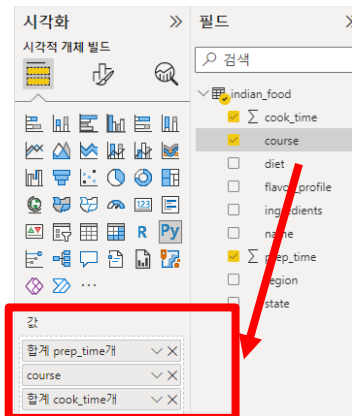 시각화
시각적 개체 빌드
R
Py
123
값
합계 prep_time개
course
합계 cook_time개
필드
검색
indian_food
cook_time
course
diet
flavor_profile
ingredients
name
prep_time
region
state